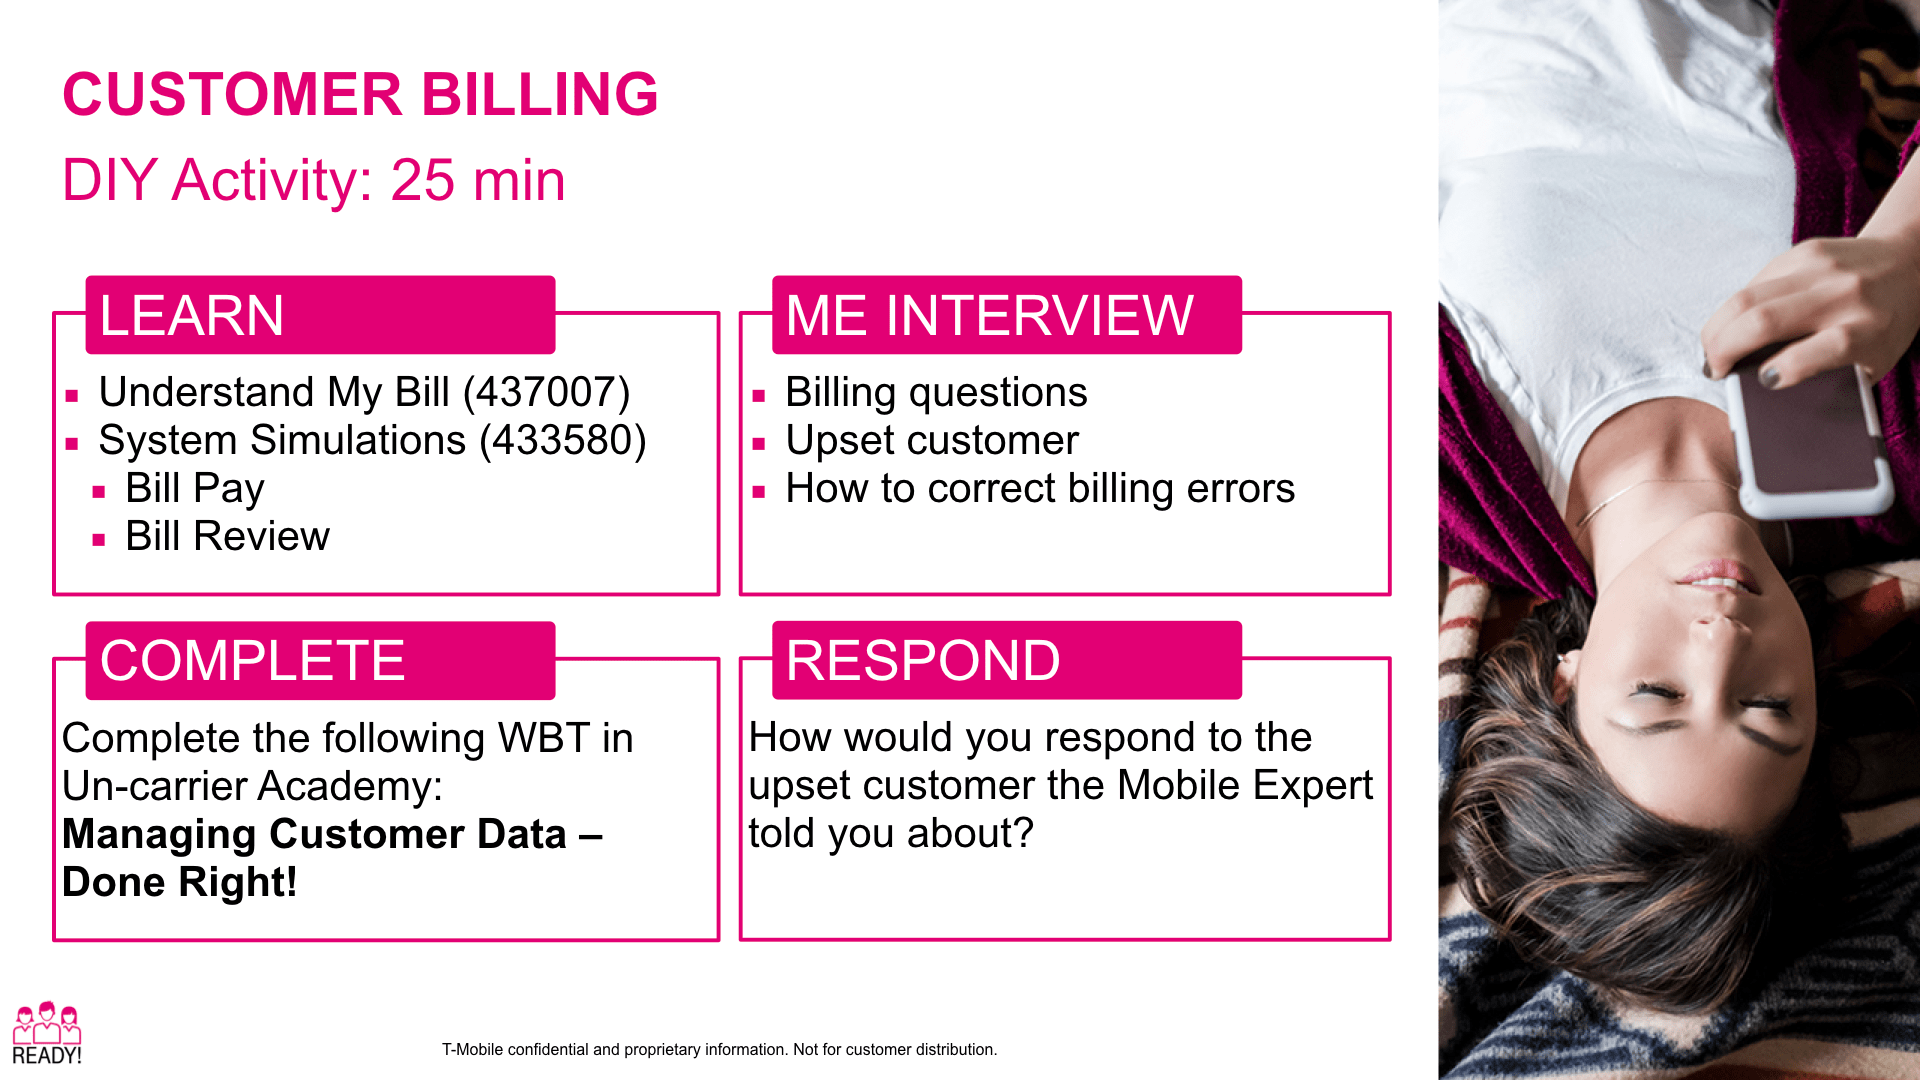 CUSTOMER BILLING
DIY Activity: 25 min
LEARN
Understand My Bill (437007)
System Simulations (433580)
Bill Pay
Bill Review
ME INTERVIEW
Billing questions
Upset customer
How to correct billing errors
COMPLETE
Complete the following WBT in
Un-carrier Academy:
Managing Customer Data –
Done Right!
RESPOND
How would you respond to the
upset customer the Mobile Expert
told you about?
READY!
T-Mobile confidential and proprietary information. Not for customer distribution.